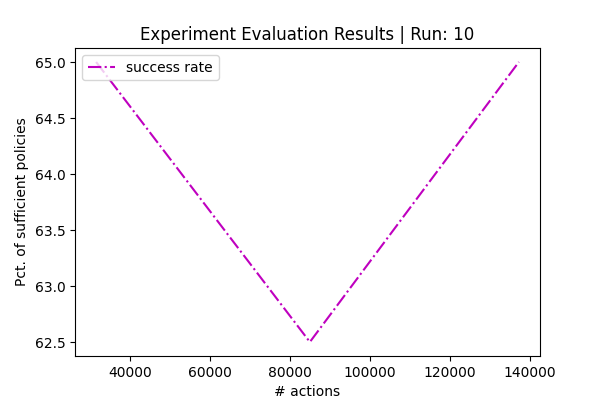 Experiment Evaluation Results | Run: 10
success rate
Pct. of sufficient policies
65.0
64.5
64.0
63.5
63.0
62.5
40000 60000 80000 100000 120000 140000
# actions